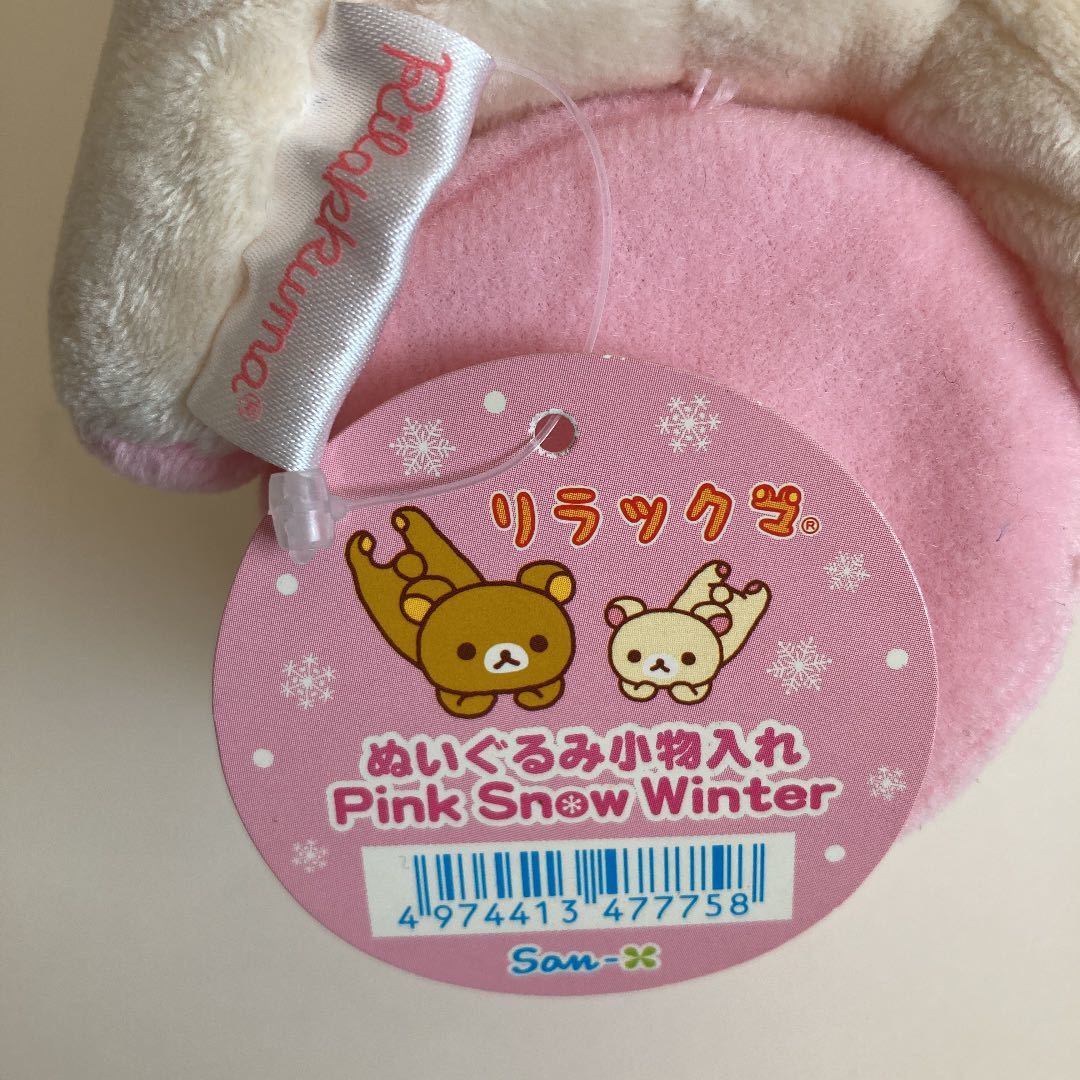 Rilakkuma®
リラックマ®
ぬいぐるみ小物入れ
Pink Snow Winter
4 974413 477758
San-X